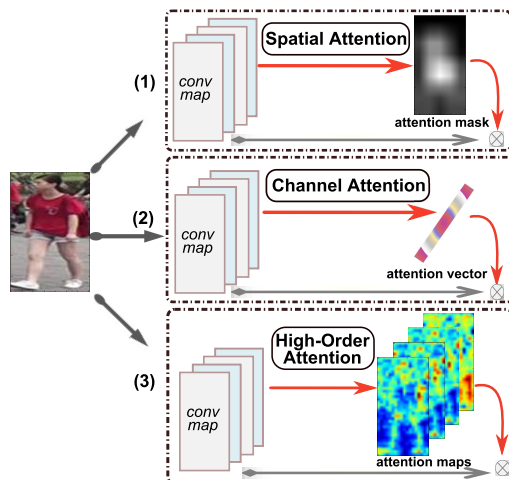 Spatial Attention
(1)
conv
map
attention mask
Channel Attention
(2)
conv
map
attention vector
High-Order
Attention
(3)
conv
map
attention maps